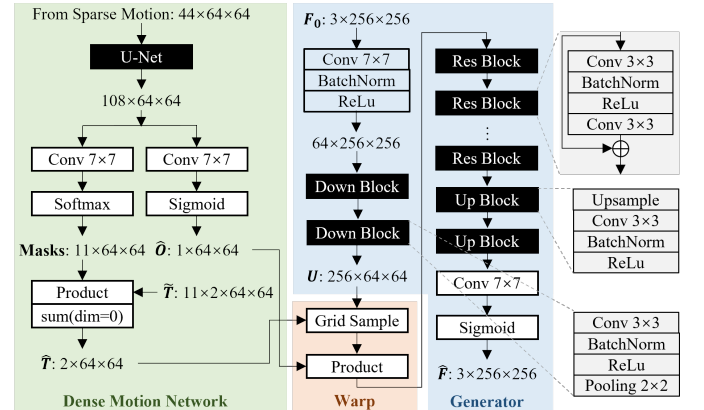 From Sparse Motion: 44×64×64
U-Net
108×64×64
Conv 7×7
Conv 7×7
Softmax
Sigmoid
Masks: 11×64×64
Ô: 1×64×64
Product
sum(dim=0)
T̃: 11×2×64×64
T̂: 2×64×64
Dense Motion Network
F₀: 3×256×256
Conv 7×7
BatchNorm
ReLu
64×256×256
Down Block
Down Block
U: 256×64×64
Grid Sample
Product
Warp
Res Block
Res Block
⋮
Res Block
Up Block
Up Block
Conv 7×7
Sigmoid
F̂: 3×256×256
Generator
Conv 3×3
BatchNorm
ReLu
Conv 3×3
Upsample
Conv 3×3
BatchNorm
ReLu
Conv 3×3
BatchNorm
ReLu
Pooling 2×2